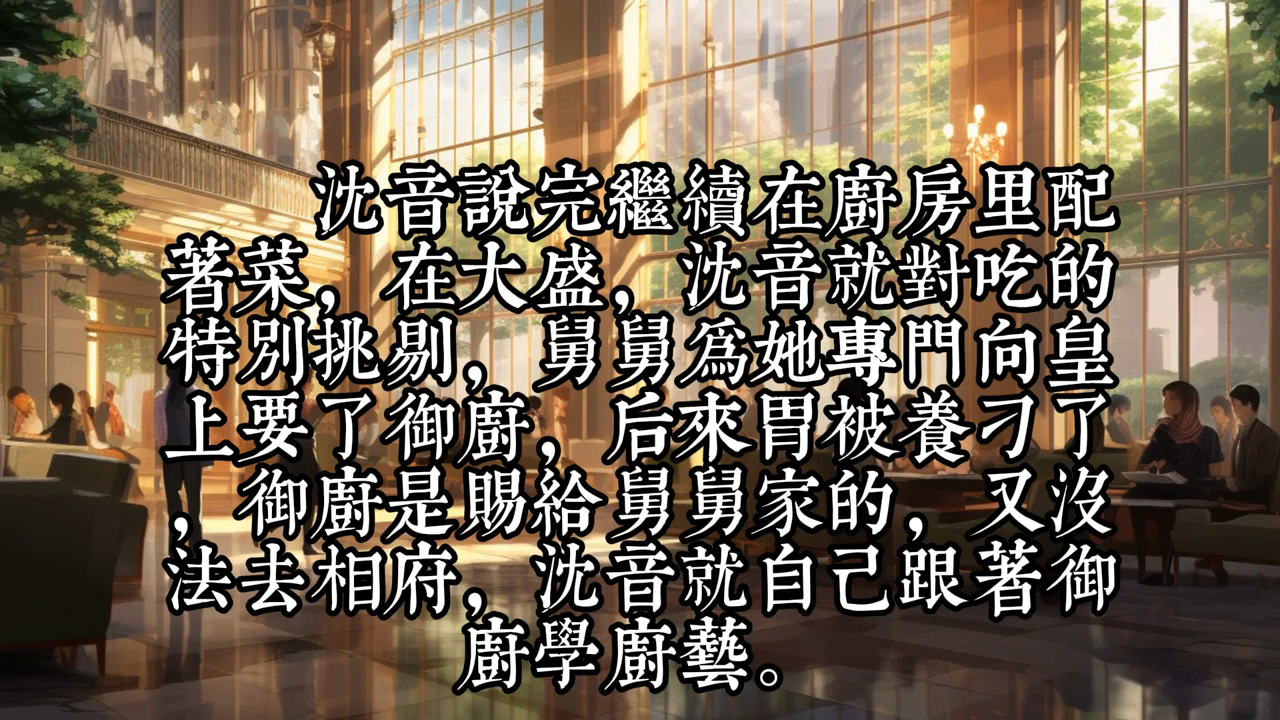 沈音說完繼續在廚房里配
著菜，在大盛，沈音就對吃的
特別挑剔，舅舅爲她專門向皇
上要了御廚，后來胃被養刁了
，御廚是賜給舅舅家的，又沒
法去相府，沈音就自己跟著御
廚學廚藝。